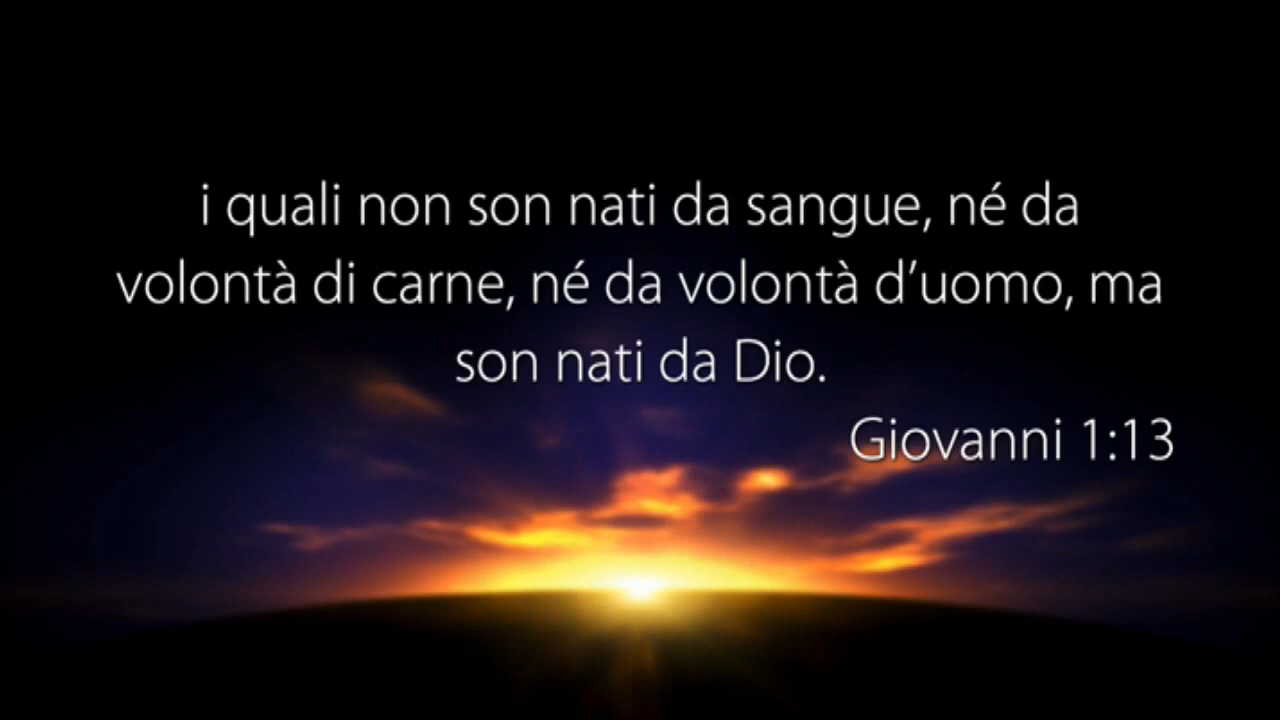 i quali non son nati da sangue, né da
volontà di carne, né da volontà d’uomo, ma
son nati da Dio.
Giovanni 1:13